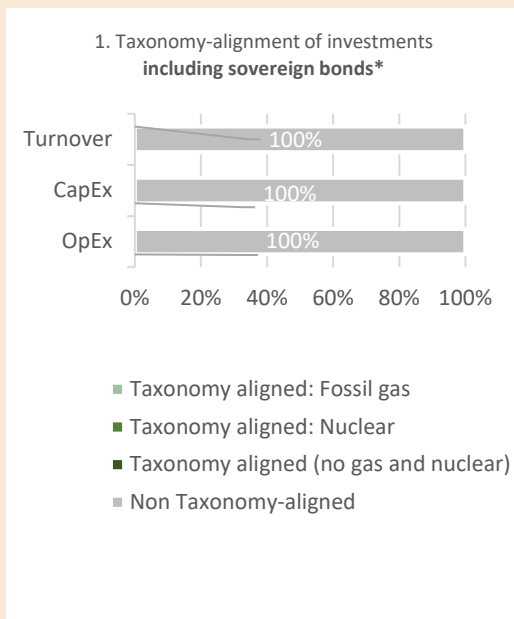 1. Taxonomy-alignment of investments
including sovereign bonds*
Turnover 100%
CapEx 100%
OpEx 100%
0% 20% 40% 60% 80% 100%
Taxonomy aligned: Fossil gas
Taxonomy aligned: Nuclear
Taxonomy aligned (no gas and nuclear)
Non Taxonomy-aligned